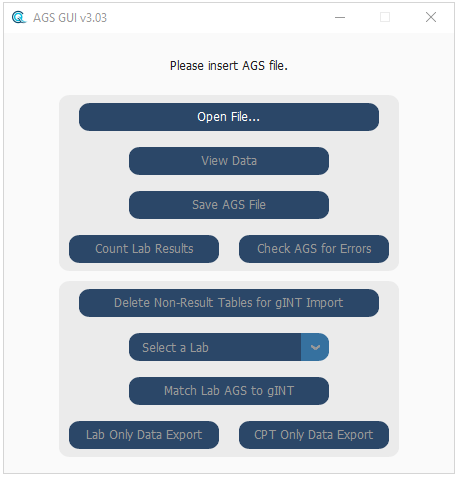 AGS GUI v3.03
Please insert AGS file.
Open File...
View Data
Save AGS File
Count Lab Results
Check AGS for Errors
Delete Non-Result Tables for gINT Import
Select a Lab
Match Lab AGS to gINT
Lab Only Data Export
CPT Only Data Export